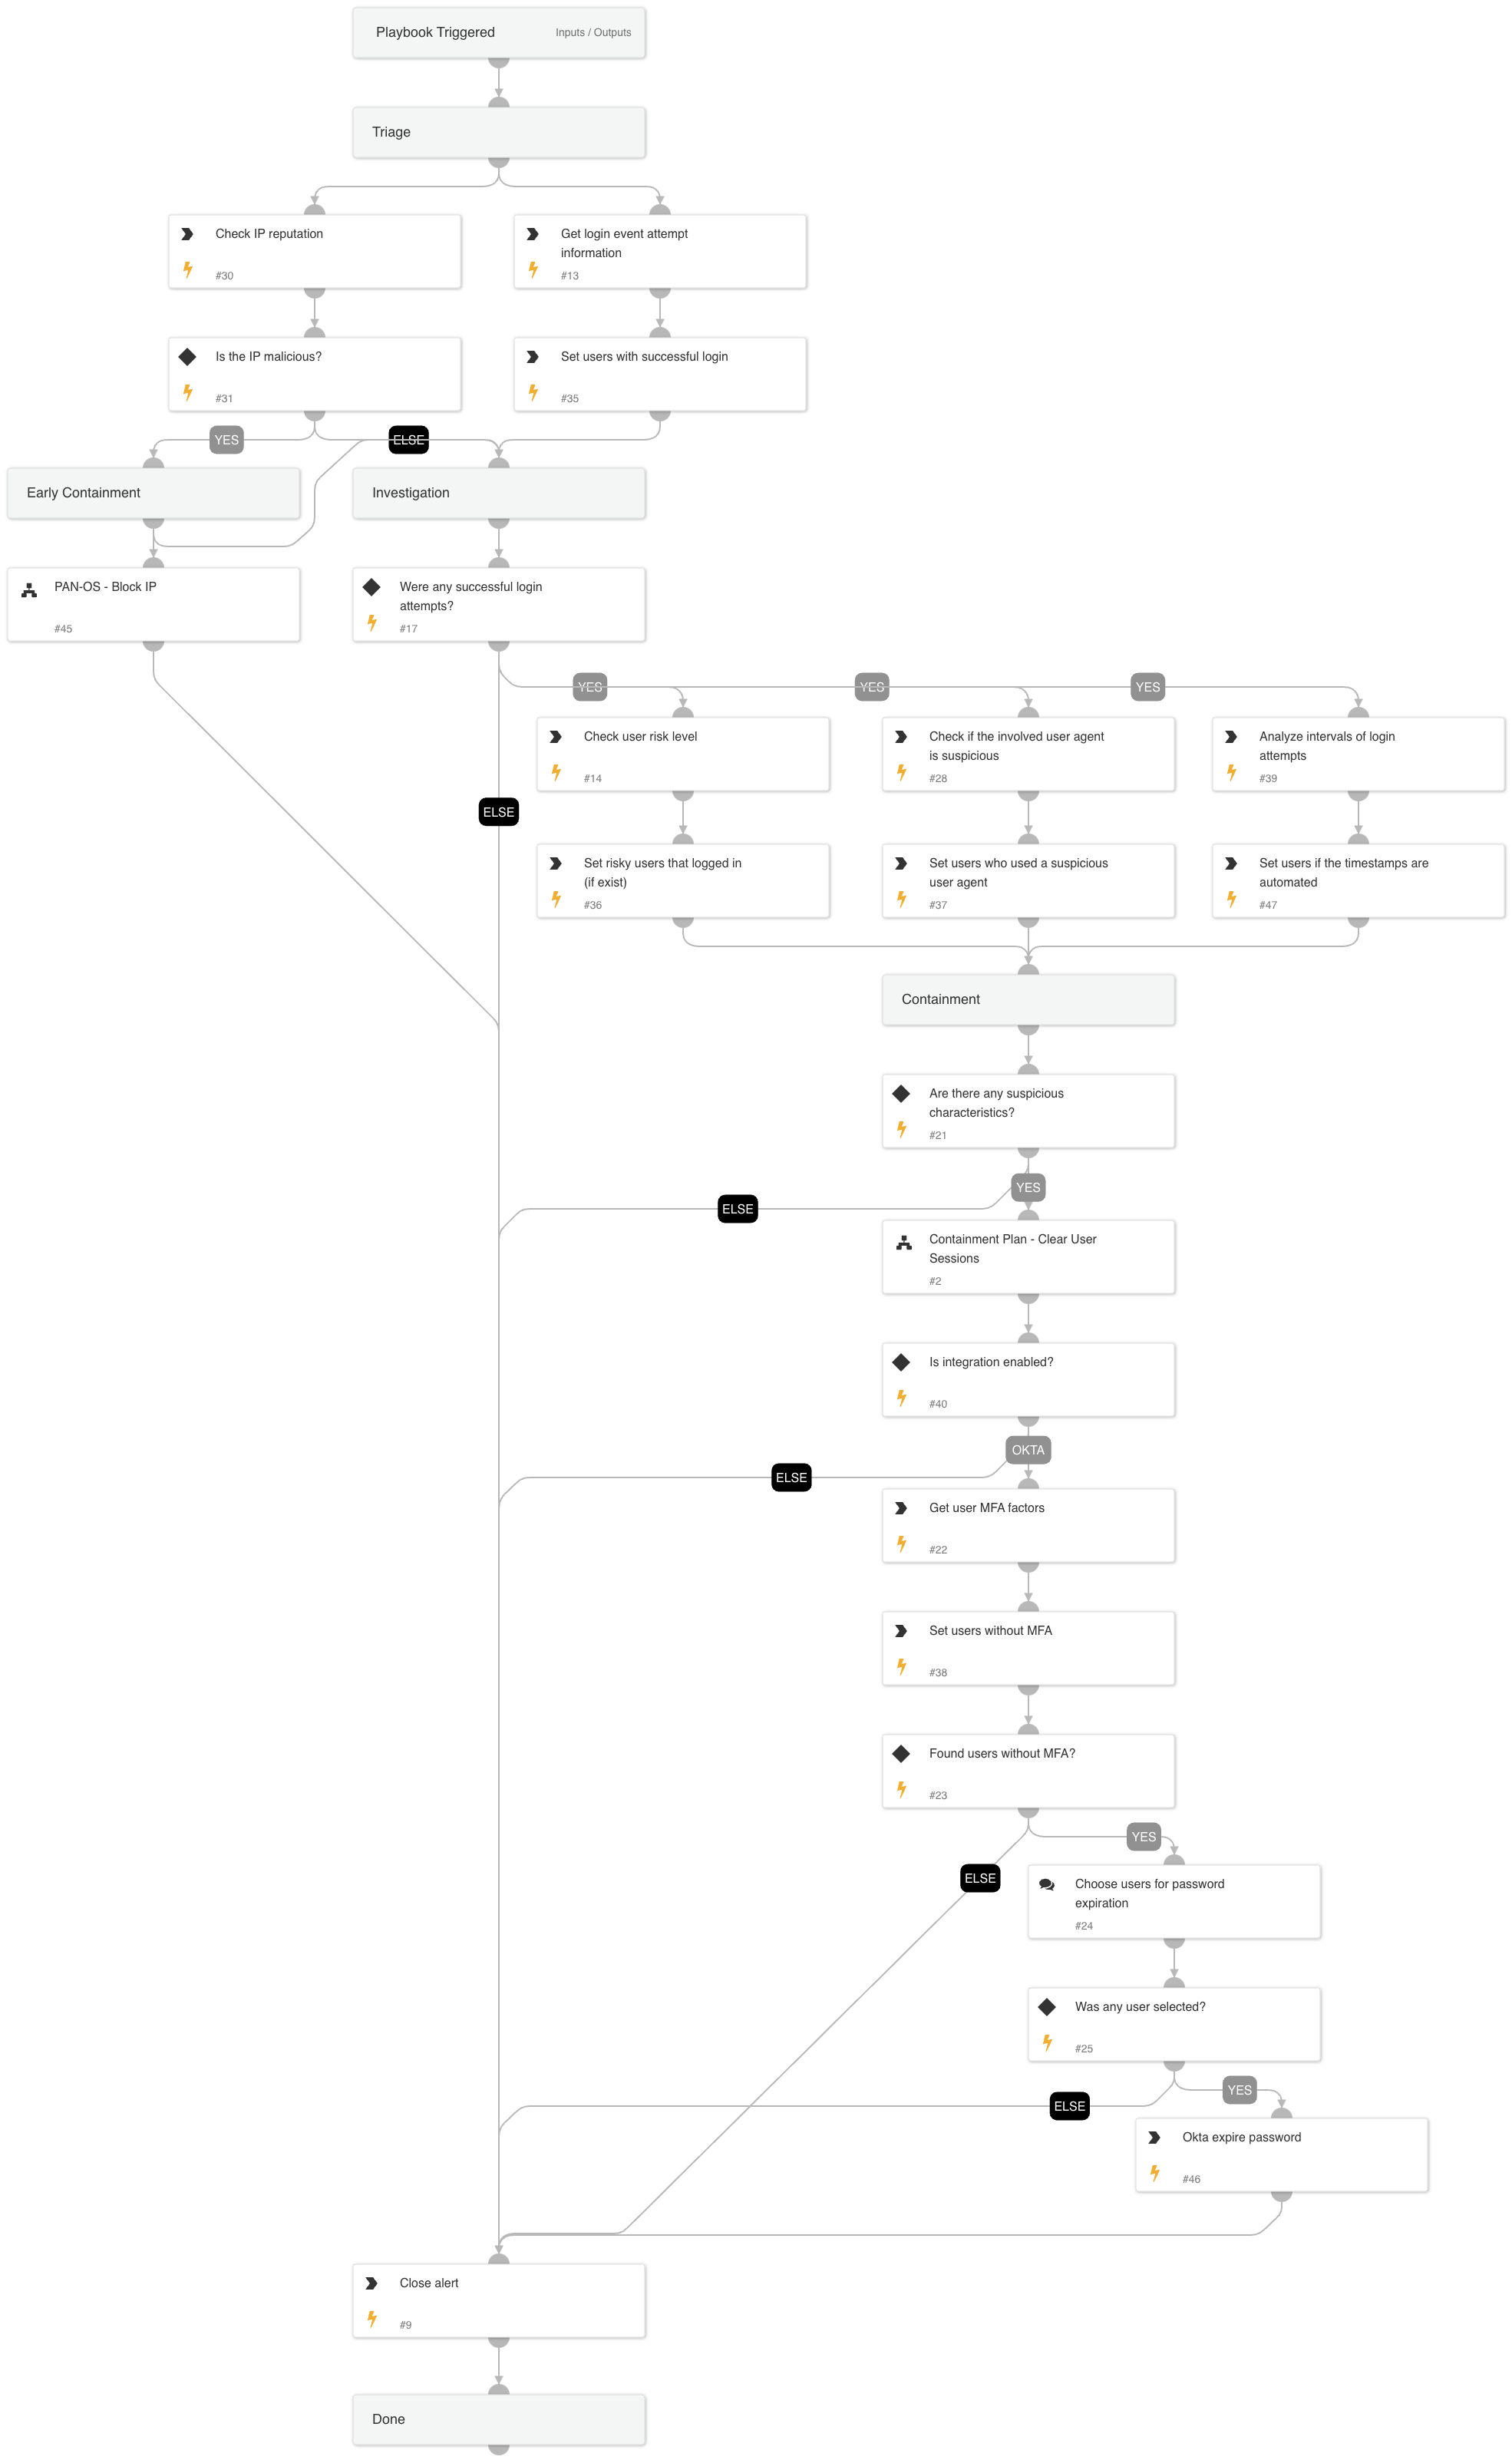 Playbook Triggered
Inputs / Outputs
Triage
Check IP reputation
#30
Get login event attempt
information
#13
Is the IP malicious?
#31
Set users with successful login
#35
YES
ELSE
Early Containment
Investigation
PAN-OS - Block IP
#45
Were any successful login
attempts?
#17
YES
YES
YES
Check user risk level
#14
Check if the involved user agent
is suspicious
#28
Analyze intervals of login
attempts
#39
ELSE
Set risky users that logged in
(if exist)
#36
Set users who used a suspicious
user agent
#37
Set users if the timestamps are
automated
#47
Containment
Are there any suspicious
characteristics?
#21
YES
ELSE
Containment Plan - Clear User
Sessions
#2
Is integration enabled?
#40
OKTA
ELSE
Get user MFA factors
#22
Set users without MFA
#38
Found users without MFA?
#23
YES
ELSE
Choose users for password
expiration
#24
Was any user selected?
#25
YES
ELSE
Okta expire password
#46
Close alert
#9
Done